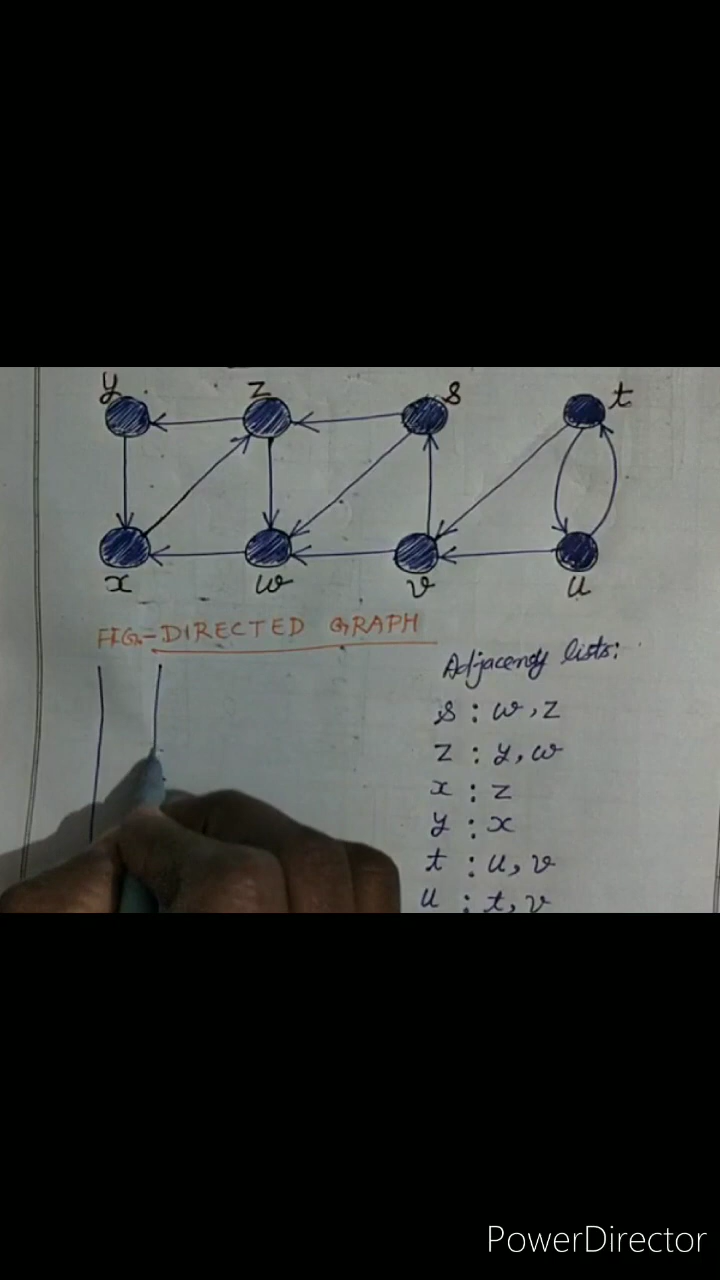 y z s t
x w v u
FIG.-DIRECTED GRAPH
Adjacency lists:
s : w, z
z : y, w
x : z
y : x
t : u, v
u : t, v
PowerDirector